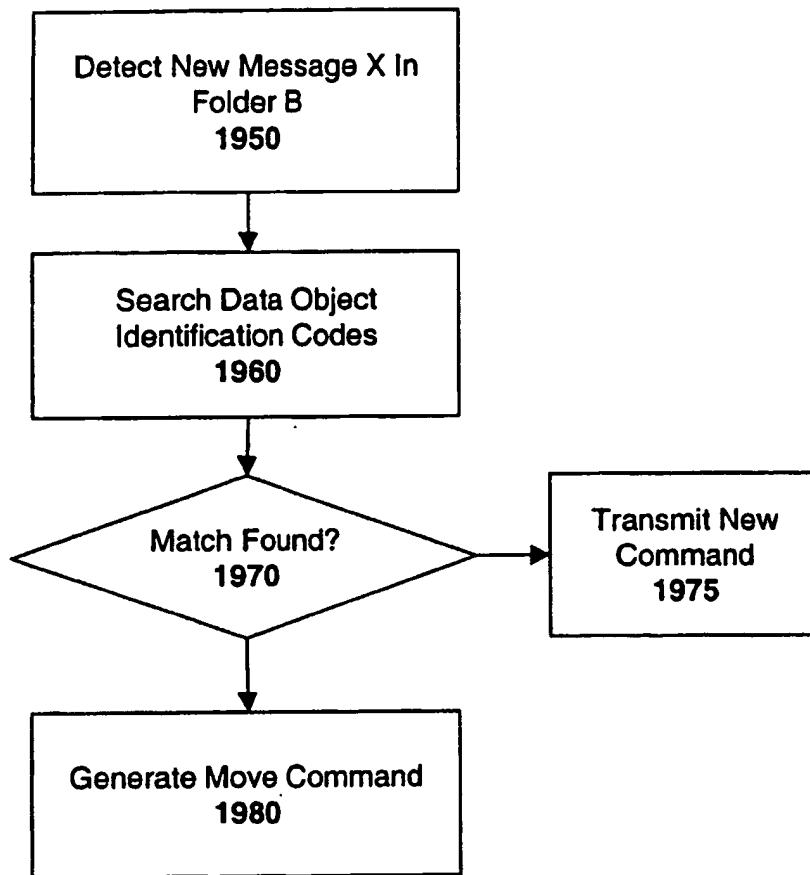 Detect New Message X in
Folder B
1950
Search Data Object
Identification Codes
1960
Match Found?
1970
Transmit New
Command
1975
Generate Move Command
1980